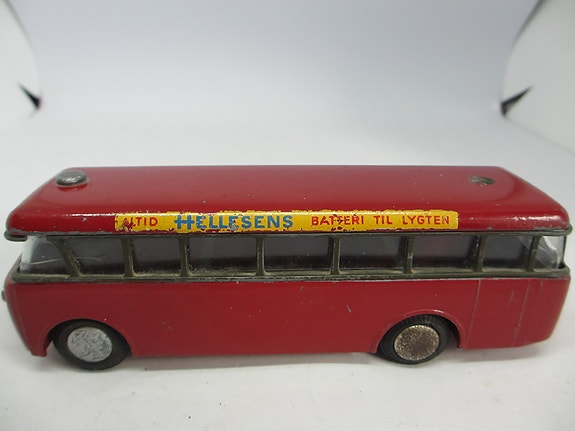 ALTID HELLESENS BATTERI TIL LYGTEN